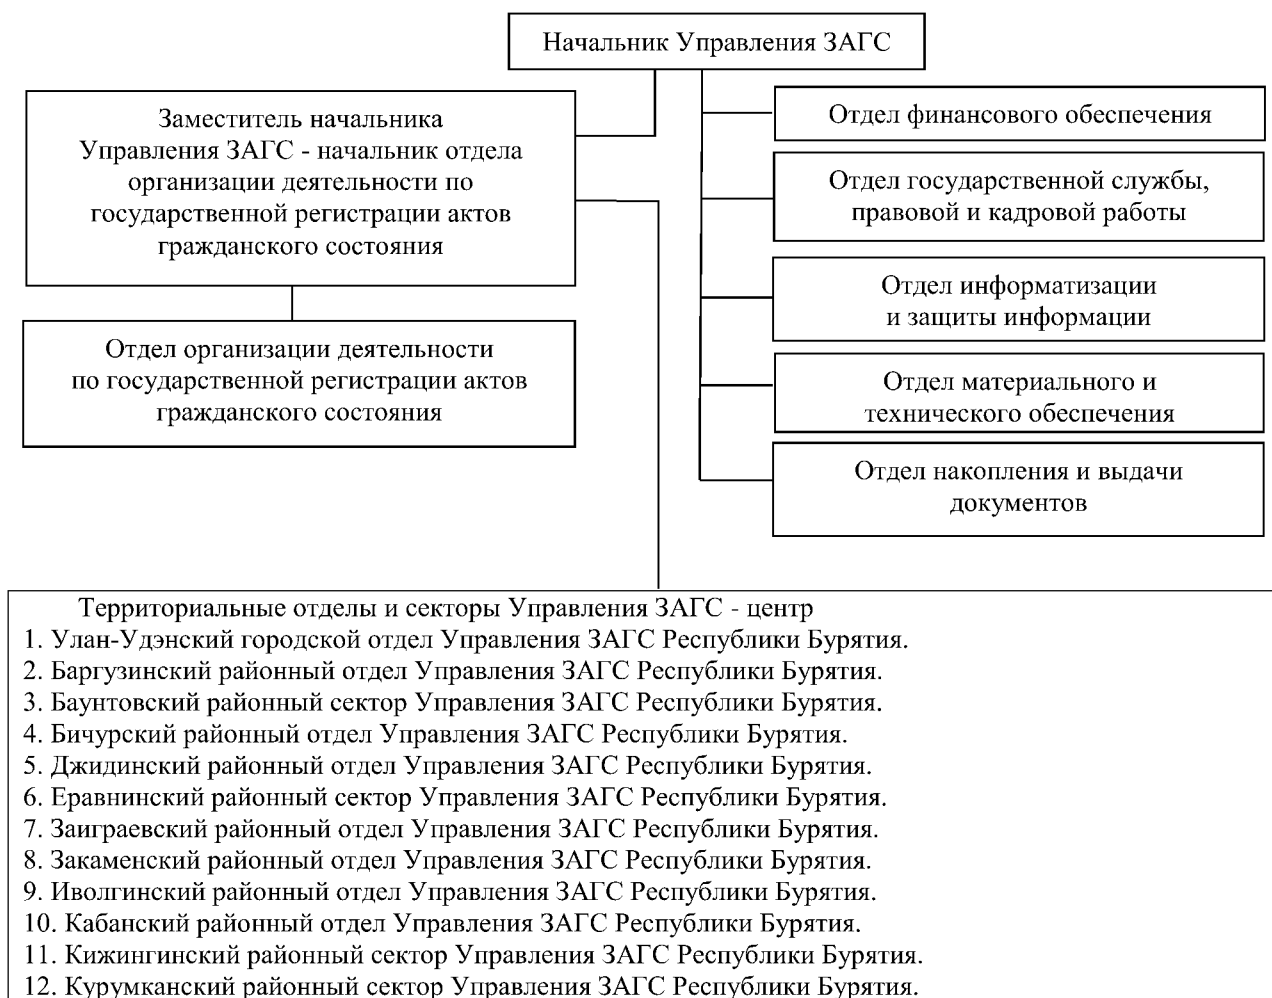 Начальник Управления ЗАГС
Заместитель начальника
Управления ЗАГС - начальник отдела
организации деятельности по
государственной регистрации актов
гражданского состояния
Отдел организации деятельности
по государственной регистрации актов
гражданского состояния
Отдел финансового обеспечения
Отдел государственной службы,
правовой и кадровой работы
Отдел информатизации
и защиты информации
Отдел материального и
технического обеспечения
Отдел накопления и выдачи
документов
Территориальные отделы и секторы Управления ЗАГС - центр
1. Улан-Удэнский городской отдел Управления ЗАГС Республики Бурятия.
2. Баргузинский районный отдел Управления ЗАГС Республики Бурятия.
3. Баунтовский районный сектор Управления ЗАГС Республики Бурятия.
4. Бичурский районный отдел Управления ЗАГС Республики Бурятия.
5. Джидинский районный отдел Управления ЗАГС Республики Бурятия.
6. Еравнинский районный сектор Управления ЗАГС Республики Бурятия.
7. Заиграевский районный отдел Управления ЗАГС Республики Бурятия.
8. Закаменский районный отдел Управления ЗАГС Республики Бурятия.
9. Иволгинский районный отдел Управления ЗАГС Республики Бурятия.
10. Кабанский районный отдел Управления ЗАГС Республики Бурятия.
11. Кижингинский районный сектор Управления ЗАГС Республики Бурятия.
12. Курумканский районный сектор Управления ЗАГС Республики Бурятия.